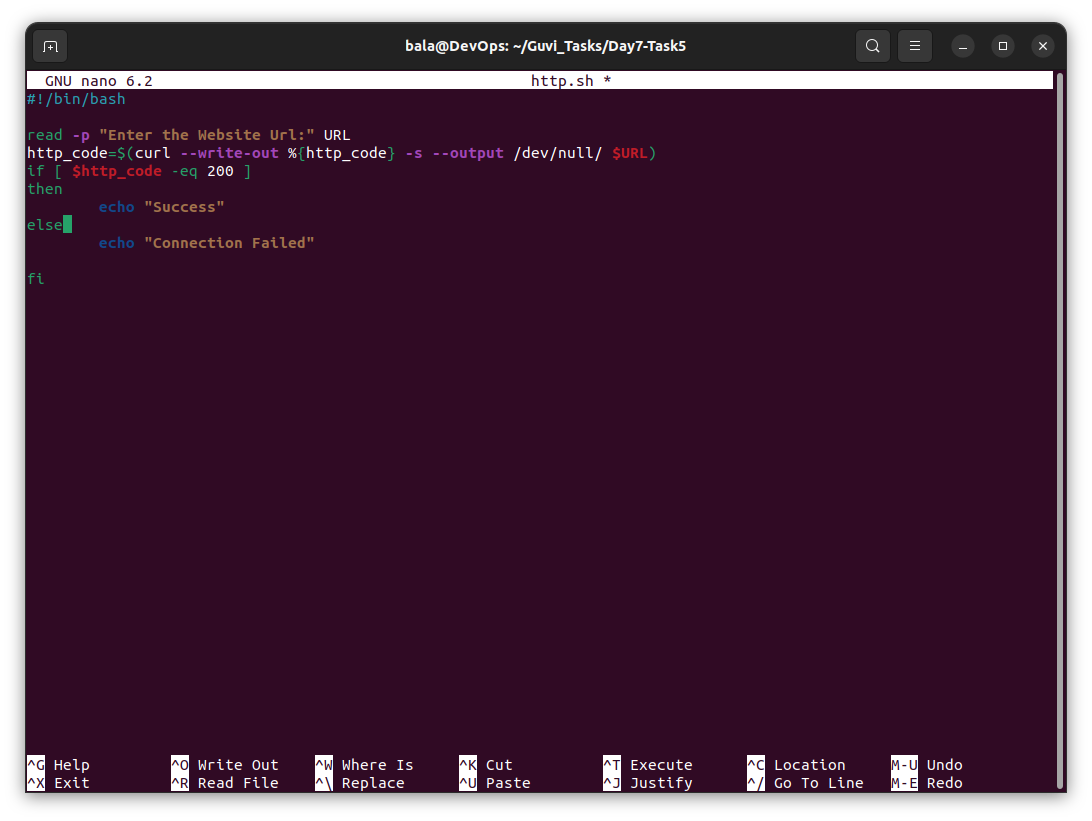 bala@DevOps: ~/Guvi_Tasks/Day7-Task5
GNU nano 6.2 http.sh *
#!/bin/bash
read -p "Enter the Website Url:" URL
http_code=$(curl --write-out %{http_code} -s --output /dev/null/ $URL)
if [ $http_code -eq 200 ]
then
echo "Success"
else
echo "Connection Failed"
fi
^G Help ^O Write Out ^W Where Is ^K Cut ^T Execute ^C Location M-U Undo
^X Exit ^R Read File ^\ Replace ^U Paste ^J Justify ^/ Go To Line M-E Redo